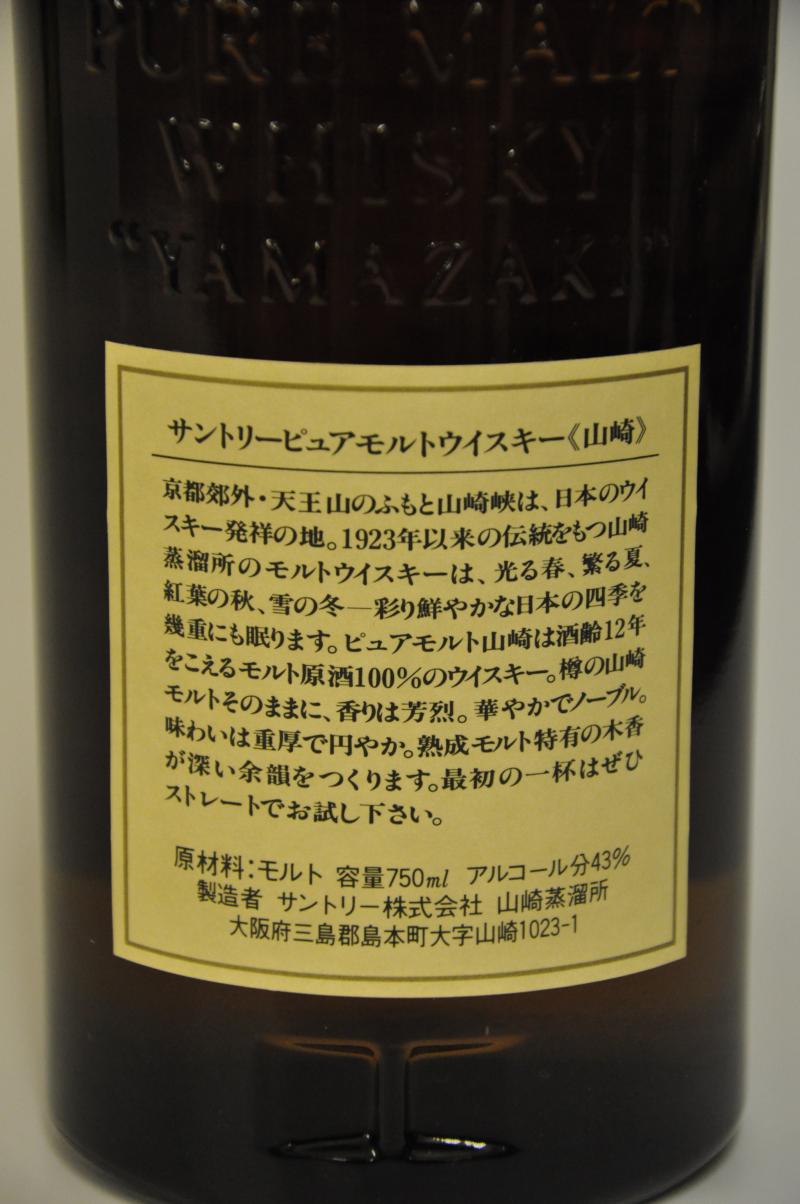 PURE MALT
WHISKY
"YAMAZAKI"
サントリーピュアモルトウイスキー《山崎》
京都郊外・天王山のふもと山崎峡は、日本のウイ
スキー発祥の地。1923年以来の伝統をもつ山崎
蒸溜所のモルトウイスキーは、光る春、繁る夏、
紅葉の秋、雪の冬―彩り鮮やかな日本の四季を
幾重にも眠ります。ピュアモルト山崎は酒齢12年
をこえるモルト原酒100%のウイスキー。樽の山崎
モルトそのままに、香りは芳烈。華やかでノーブル。
味わいは重厚で円やか。熟成モルト特有の木香
が深い余韻をつくります。最初の一杯はぜひ
ストレートでお試し下さい。
原材料:モルト 容量750ml アルコール分43%
製造者 サントリー株式会社 山崎蒸溜所
大阪府三島郡島本町大字山崎1023-1